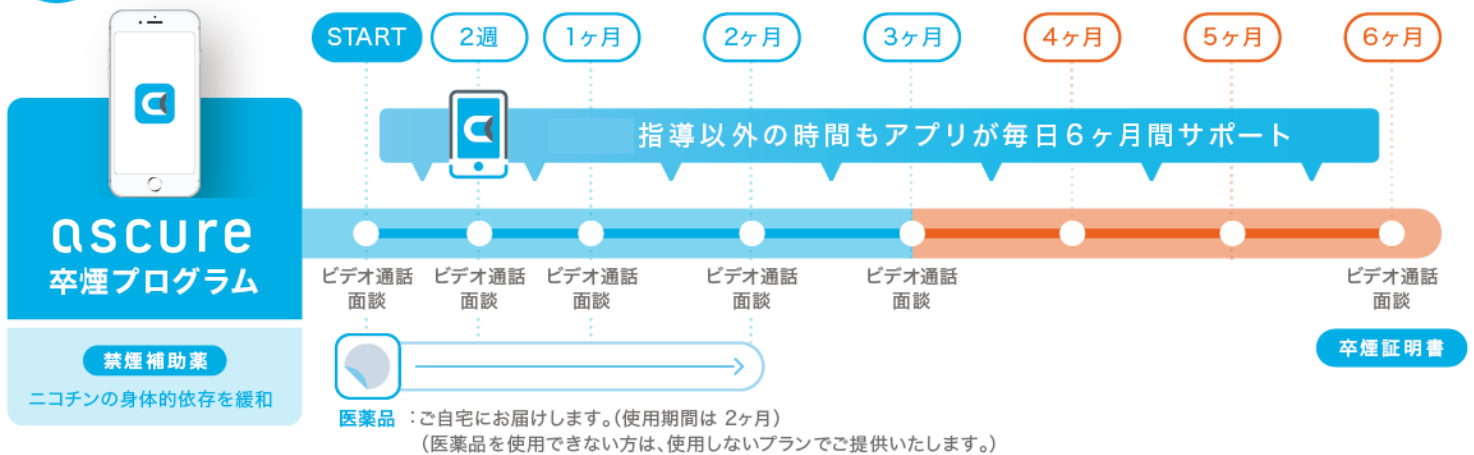 START
2週
1ヶ月
2ヶ月
3ヶ月
4ヶ月
5ヶ月
6ヶ月
指導以外の時間もアプリが毎日6ヶ月間サポート
ascure
卒煙プログラム
ビデオ通話
面談
ビデオ通話
面談
ビデオ通話
面談
ビデオ通話
面談
ビデオ通話
面談
ビデオ通話
面談
卒煙証明書
禁煙補助薬
ニコチンの身体的依存を緩和
医薬品 :ご自宅にお届けします。(使用期間は 2ヶ月)
(医薬品を使用できない方は、使用しないプランでご提供いたします。)